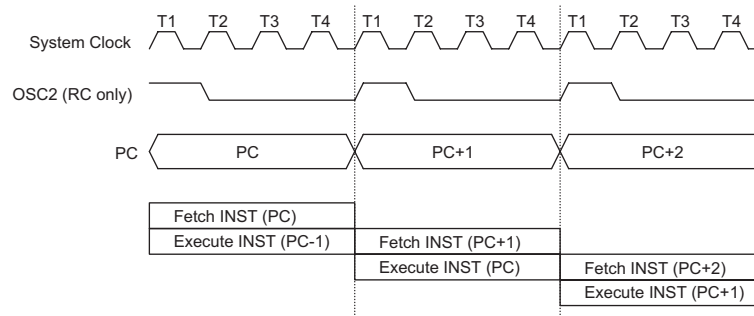 T1 T2 T3 T4 T1 T2 T3 T4 T1 T2 T3 T4
System Clock
OSC2 (RC only)
PC PC PC+1 PC+2
Fetch INST (PC)
Execute INST (PC-1) Fetch INST (PC+1)
Execute INST (PC) Fetch INST (PC+2)
Execute INST (PC+1)